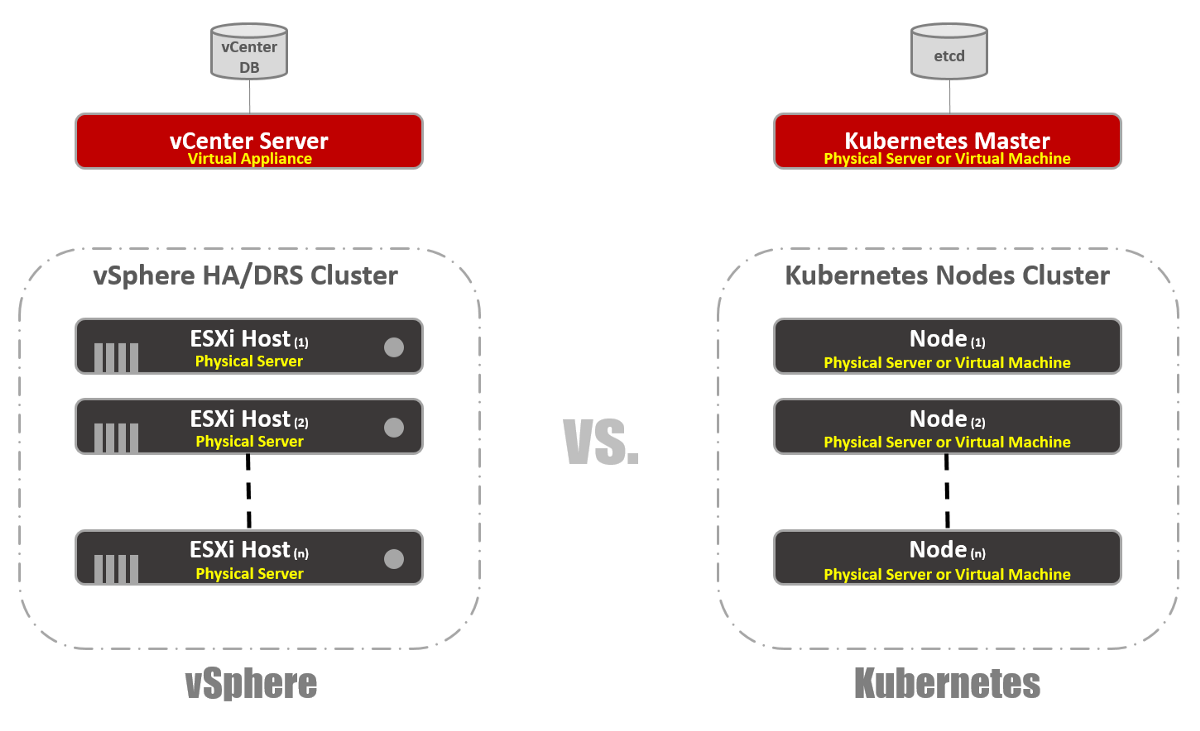 vCenter
DB
vCenter Server
Virtual Appliance
vSphere HA/DRS Cluster
ESXi Host (1)
Physical Server
ESXi Host (2)
Physical Server
ESXi Host (n)
Physical Server
vSphere
vs.
etcd
Kubernetes Master
Physical Server or Virtual Machine
Kubernetes Nodes Cluster
Node (1)
Physical Server or Virtual Machine
Node (2)
Physical Server or Virtual Machine
Node (n)
Physical Server or Virtual Machine
Kubernetes